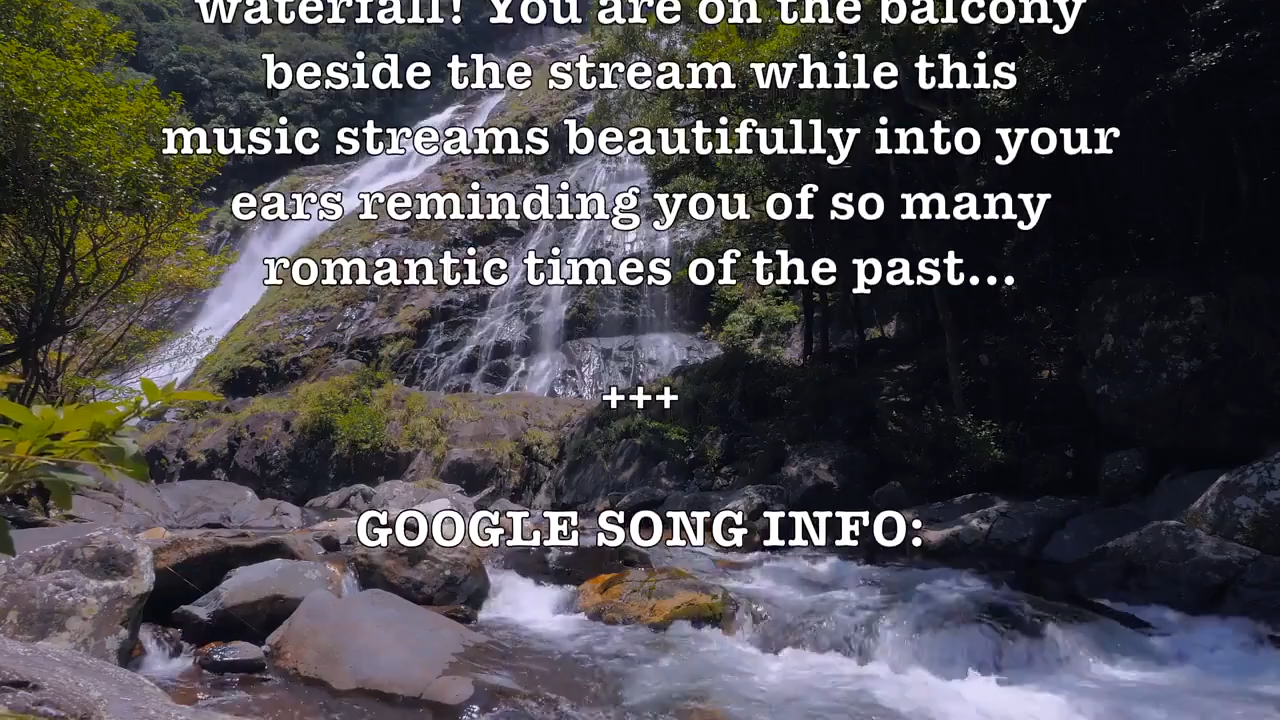 waterfall! You are on the balcony
beside the stream while this
music streams beautifully into your
ears reminding you of so many
romantic times of the past...
+++
GOOGLE SONG INFO: